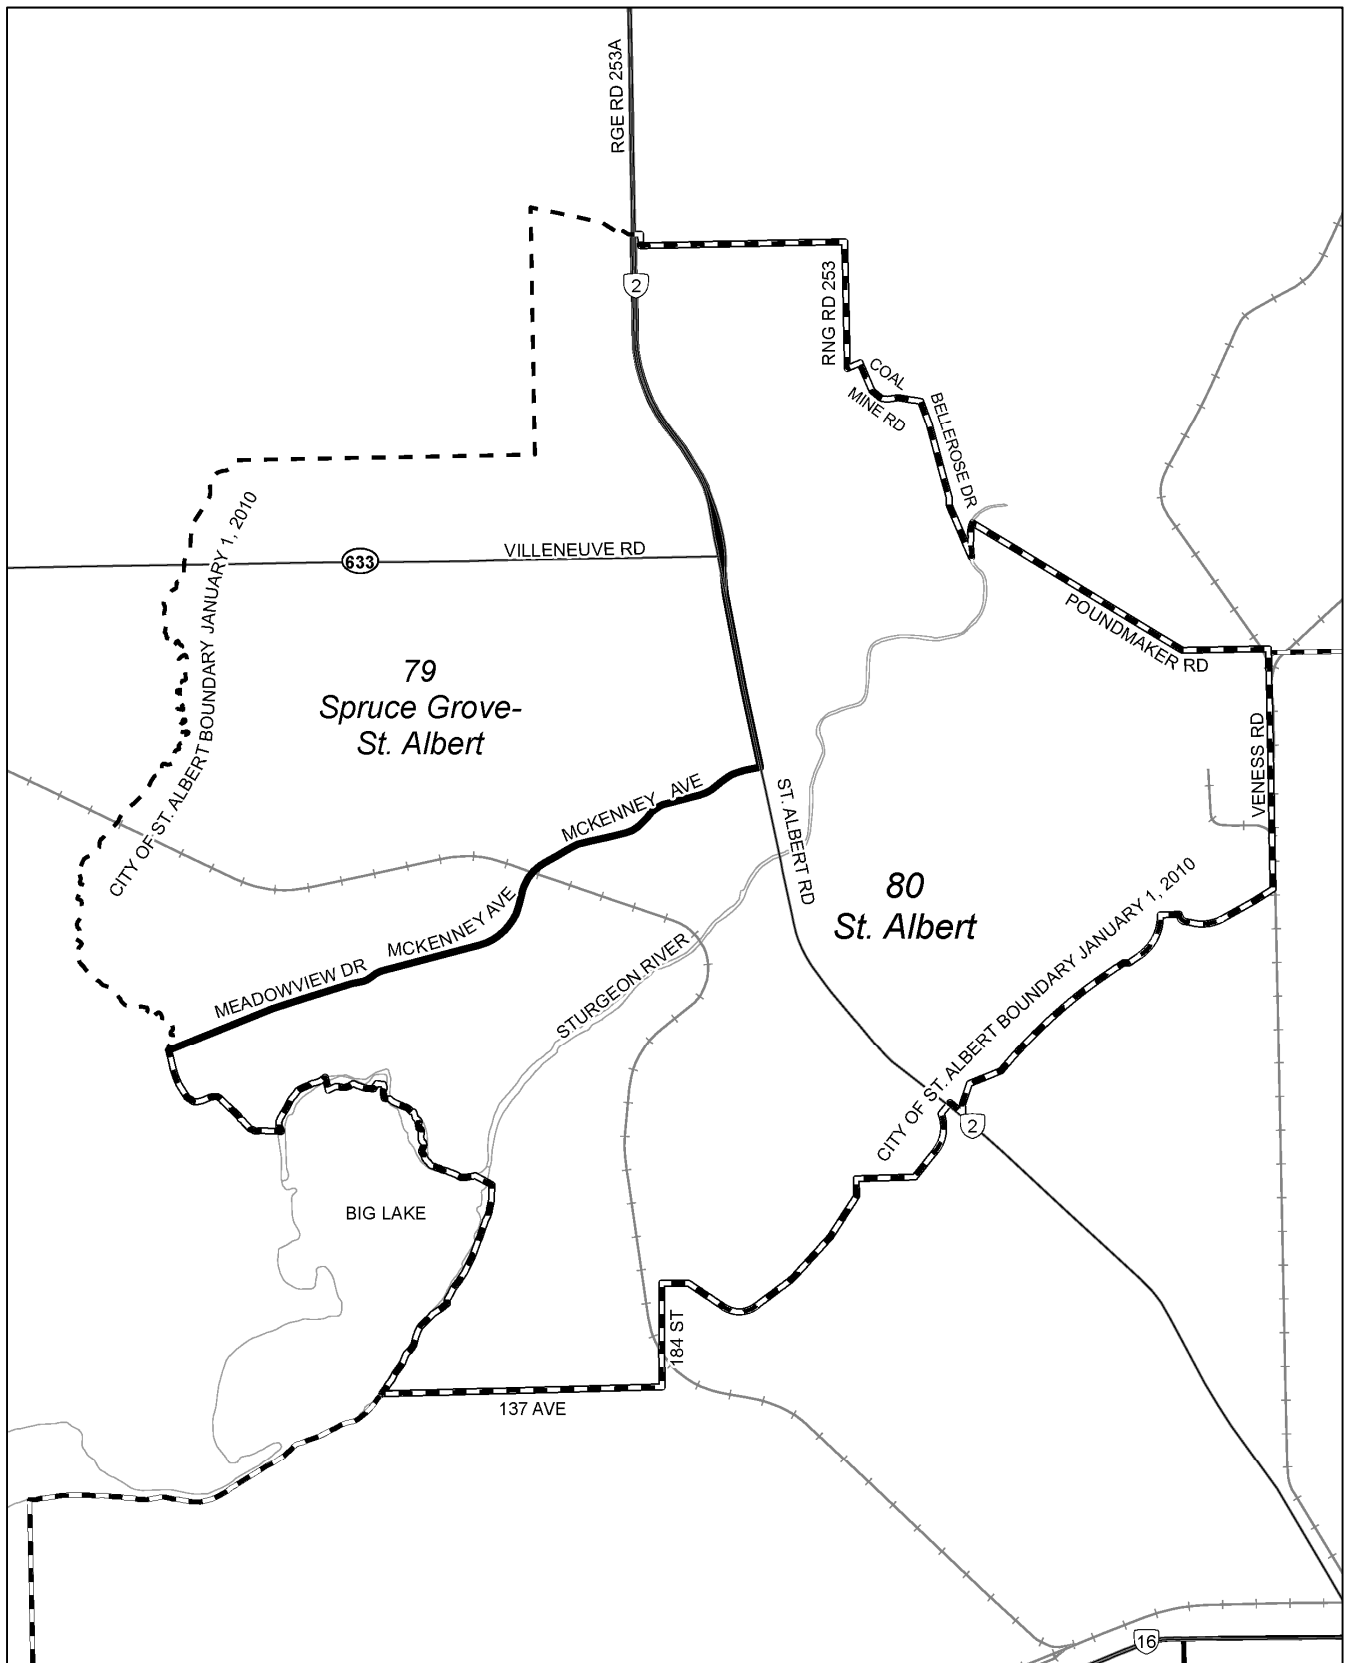 RGE RD 253A
2
RNG RD 253
COAL
MINE RD
BELLEROSE DR
CITY OF ST. ALBERT BOUNDARY JANUARY 1, 2010
633
VILLENEUVE RD
POUNDMAKER RD
79
Spruce Grove-
St. Albert
VENESS RD
MCKENNEY AVE
ST. ALBERT RD
80
St. Albert
MCKENNEY AVE
MEADOWVIEW DR
STURGEON RIVER
CITY OF ST. ALBERT BOUNDARY JANUARY 1, 2010
2
BIG LAKE
184 ST
137 AVE
16